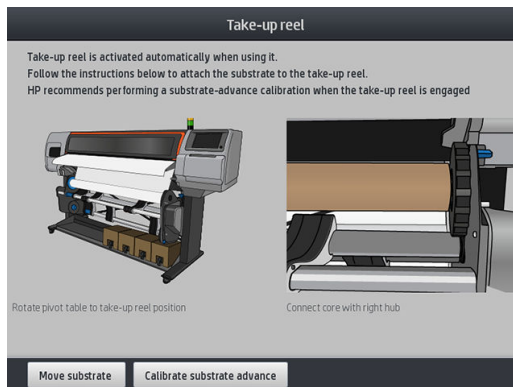 Take-up reel
Take-up reel is activated automatically when using it.
Follow the instructions below to attach the substrate to the take-up reel.
HP recommends performing a substrate-advance calibration when the take-up reel is engaged
Rotate pivot table to take-up reel position
Connect core with right hub
Move substrate
Calibrate substrate advance